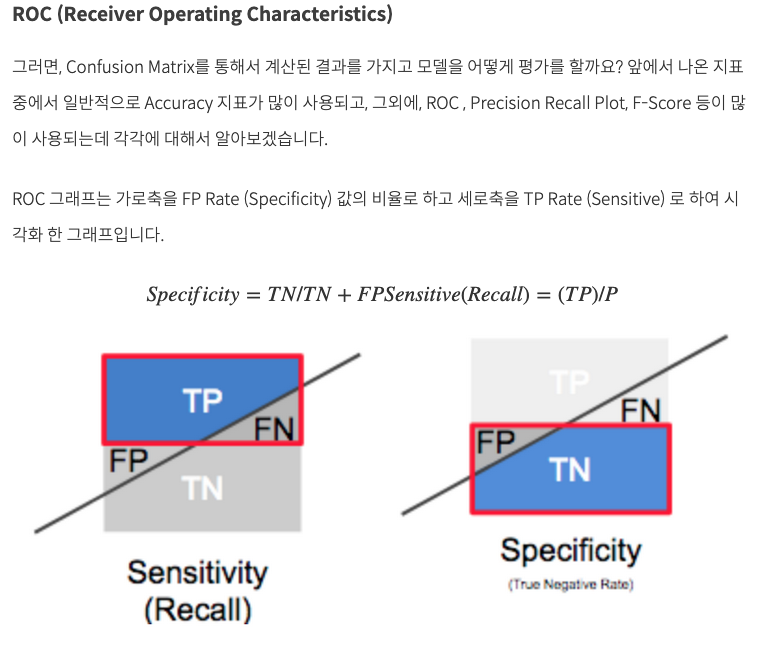 ROC (Receiver Operating Characteristics)
그러면, Confusion Matrix를 통해서 계산된 결과를 가지고 모델을 어떻게 평가를 할까요? 앞에서 나온 지표
중에서 일반적으로 Accuracy 지표가 많이 사용되고, 그외에, ROC , Precision Recall Plot, F-Score 등이 많
이 사용되는데 각각에 대해서 알아보겠습니다.
ROC 그래프는 가로축을 FP Rate (Specificity) 값의 비율로 하고 세로축을 TP Rate (Sensitive) 로 하여 시
각화 한 그래프입니다.
Specificity = TN/TN + FPSensitive(Recall) = (TP)/P
TP
FN
FP
TN
Sensitivity
(Recall)
TP
FN
FP
TN
Specificity
(True Negative Rate)